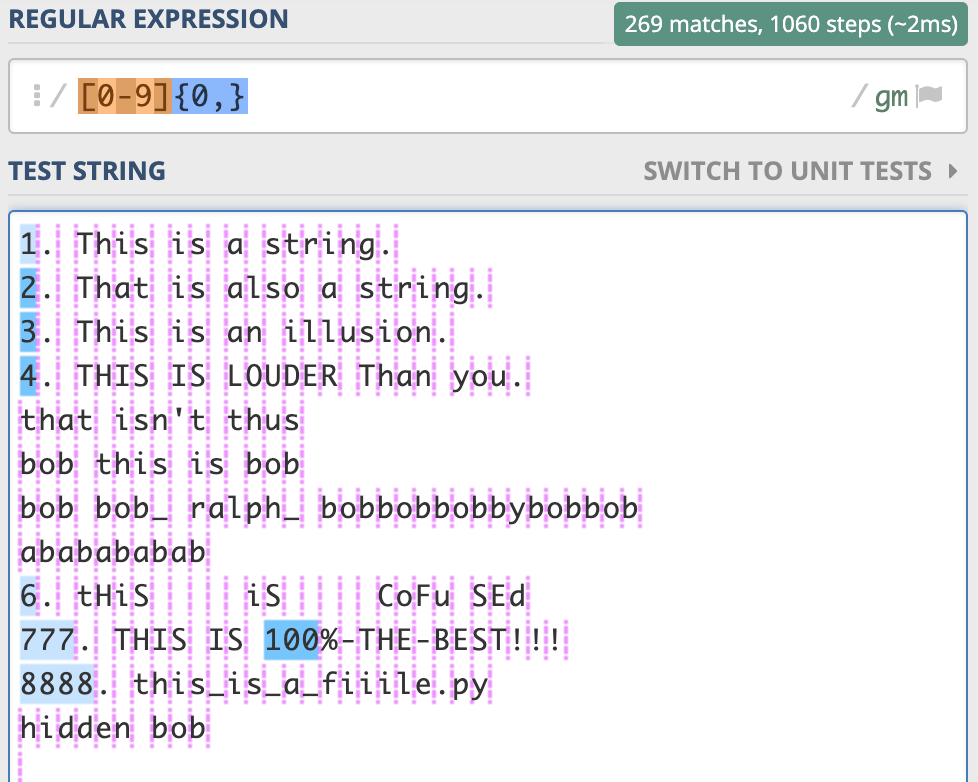 REGULAR EXPRESSION
269 matches, 1060 steps (~2ms)
/ [0-9]{0,} / gm
TEST STRING
SWITCH TO UNIT TESTS
1. This is a string.
2. That is also a string.
3. This is an illusion.
4. THIS IS LOUDER Than you.
that isn't thus
bob this is bob
bob bob_ ralph_ bobbobbobbybobbob
ababababab
6. tHiS     iS     CoFu SEd
777. THIS IS 100%-THE-BEST!!!
8888. this_is_a_fiiile.py
hidden bob